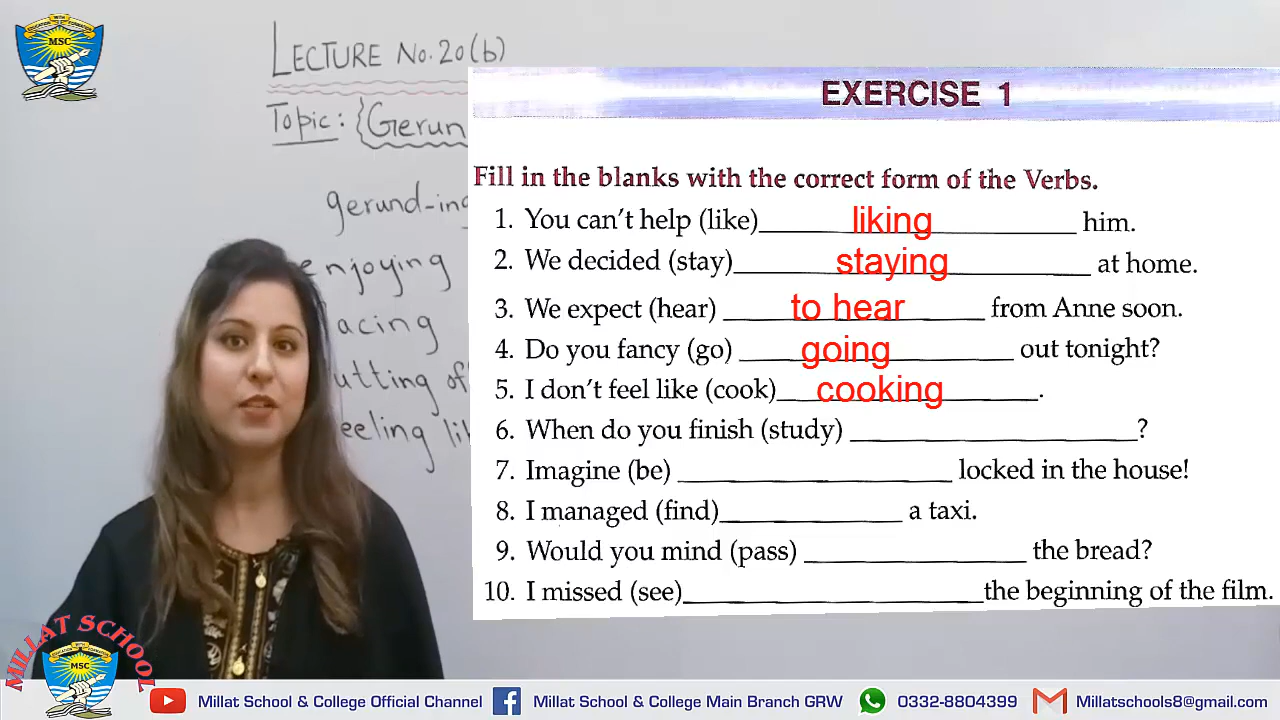 EDUCATION WITH FOUNDATION
MSC
LECTURE No. 20(b)
Topic: {Gerun
gerund-ing
enjoying
acing
utting of
eeling li
EXERCISE 1
Fill in the blanks with the correct form of the Verbs.
1. You can't help (like) liking him.
2. We decided (stay) staying at home.
3. We expect (hear) to hear from Anne soon.
4. Do you fancy (go) going out tonight?
5. I don't feel like (cook) cooking.
6. When do you finish (study) ?
7. Imagine (be) locked in the house!
8. I managed (find) a taxi.
9. Would you mind (pass) the bread?
10. I missed (see) the beginning of the film.
MILLAT SCHOOL
MSC
Millat School & College Official Channel
Millat School & College Main Branch GRW
0332-8804399
Millatschools8@gmail.com